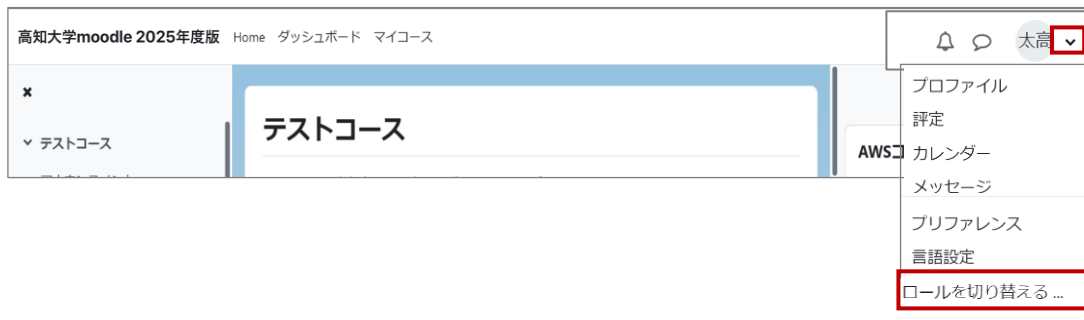 高知大学moodle 2025年度版 Home ダッシュボード マイコース
太高
プロファイル
評定
カレンダー
メッセージ
プリファレンス
言語設定
ロールを切り替える ...
テストコース
テストコース
AWSコ